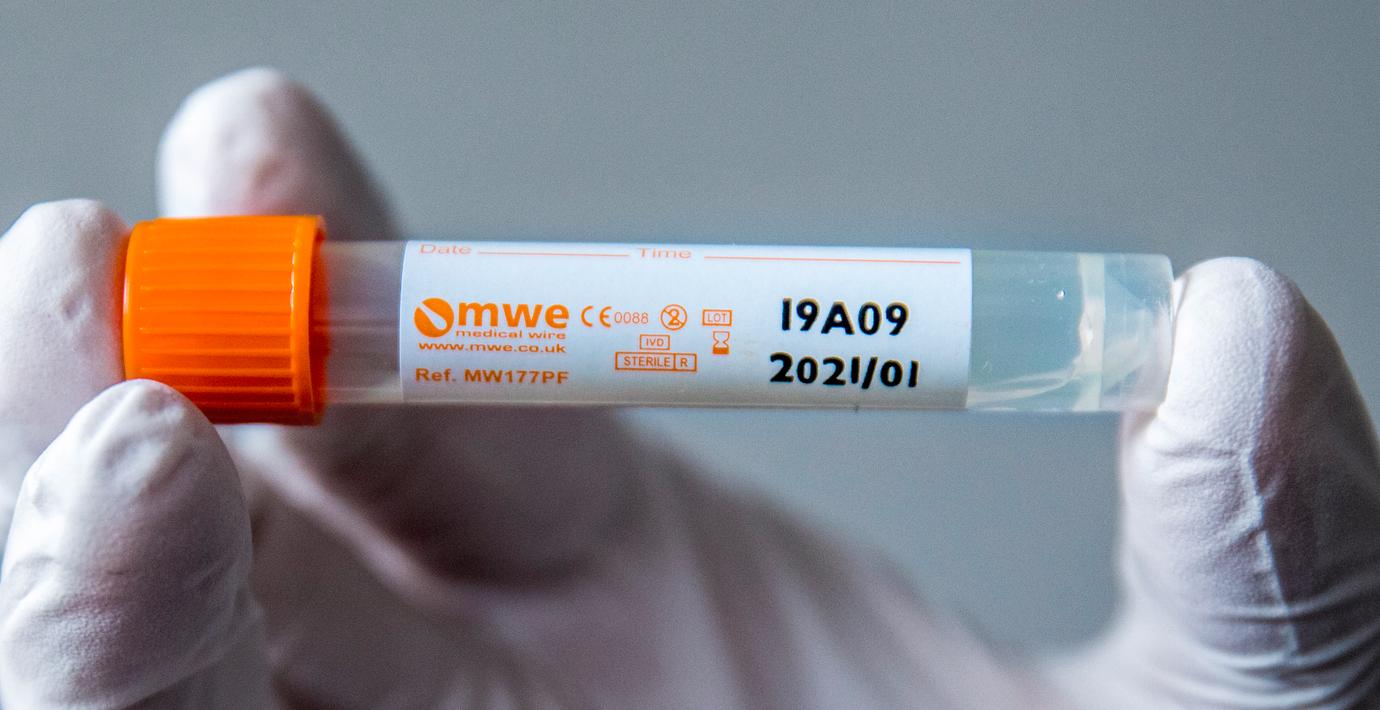 Date Time
mwe CE 0088 2 LOT
medical wire
www.mwe.co.uk IVD
STERILE R
Ref. MW177PF
19A09
2021/01